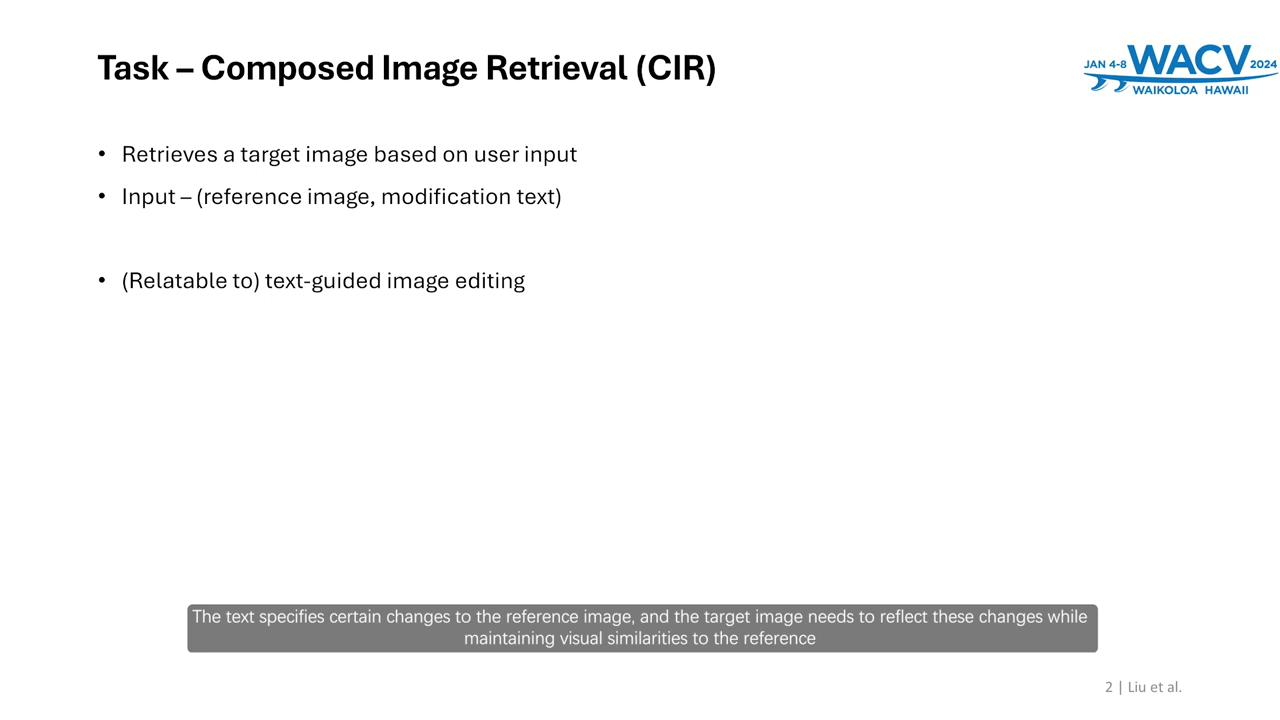 Task – Composed Image Retrieval (CIR)
JAN 4-8 WACV 2024
WAIKOLOA HAWAII
• Retrieves a target image based on user input
• Input – (reference image, modification text)
• (Relatable to) text-guided image editing
The text specifies certain changes to the reference image, and the target image needs to reflect these changes while
maintaining visual similarities to the reference
2 | Liu et al.